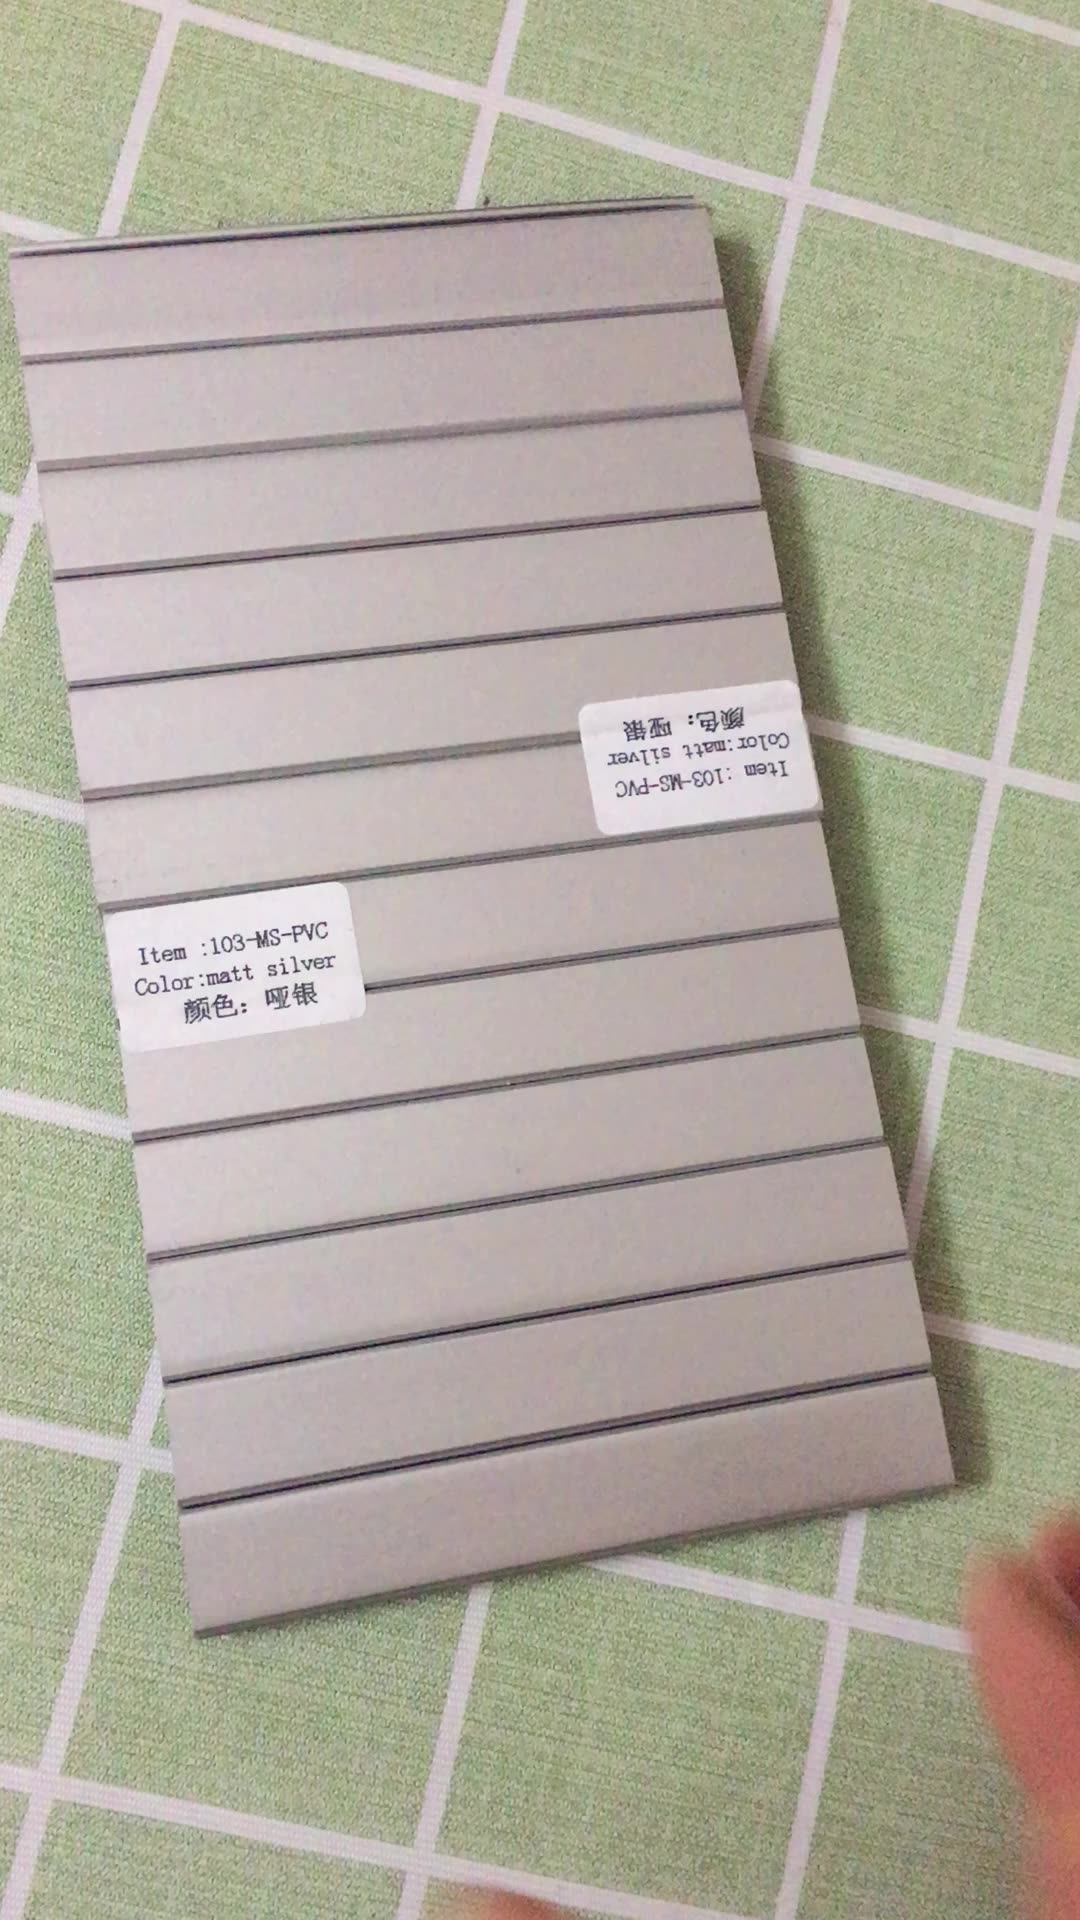 颜色: 哑银
Color:matt silver
Item :103-MS-PVC
Item :103-MS-PVC
Color:matt silver
颜色: 哑银